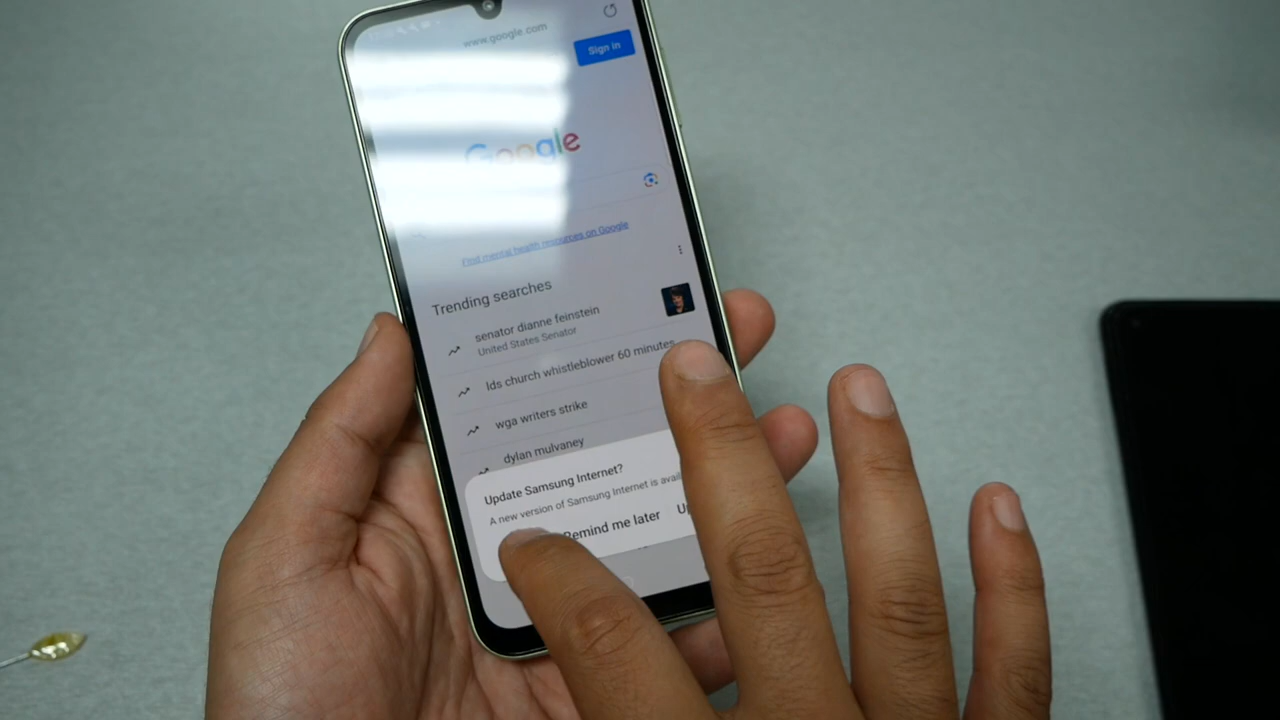 www.google.com
Sign in
Google
Find mental health resources on Google
Trending searches
senator dianne feinstein
United States Senator
lds church whistleblower 60 minutes
wga writers strike
dylan mulvaney
Update Samsung Internet?
A new version of Samsung Internet is avail
Remind me later